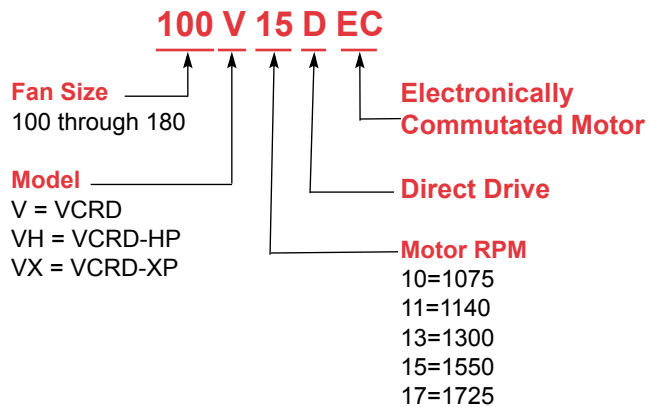 100 V 15 D EC
Fan Size
100 through 180
Model
V = VCRD
VH = VCRD-HP
VX = VCRD-XP
Electronically
Commutated Motor
Direct Drive
Motor RPM
10=1075
11=1140
13=1300
15=1550
17=1725